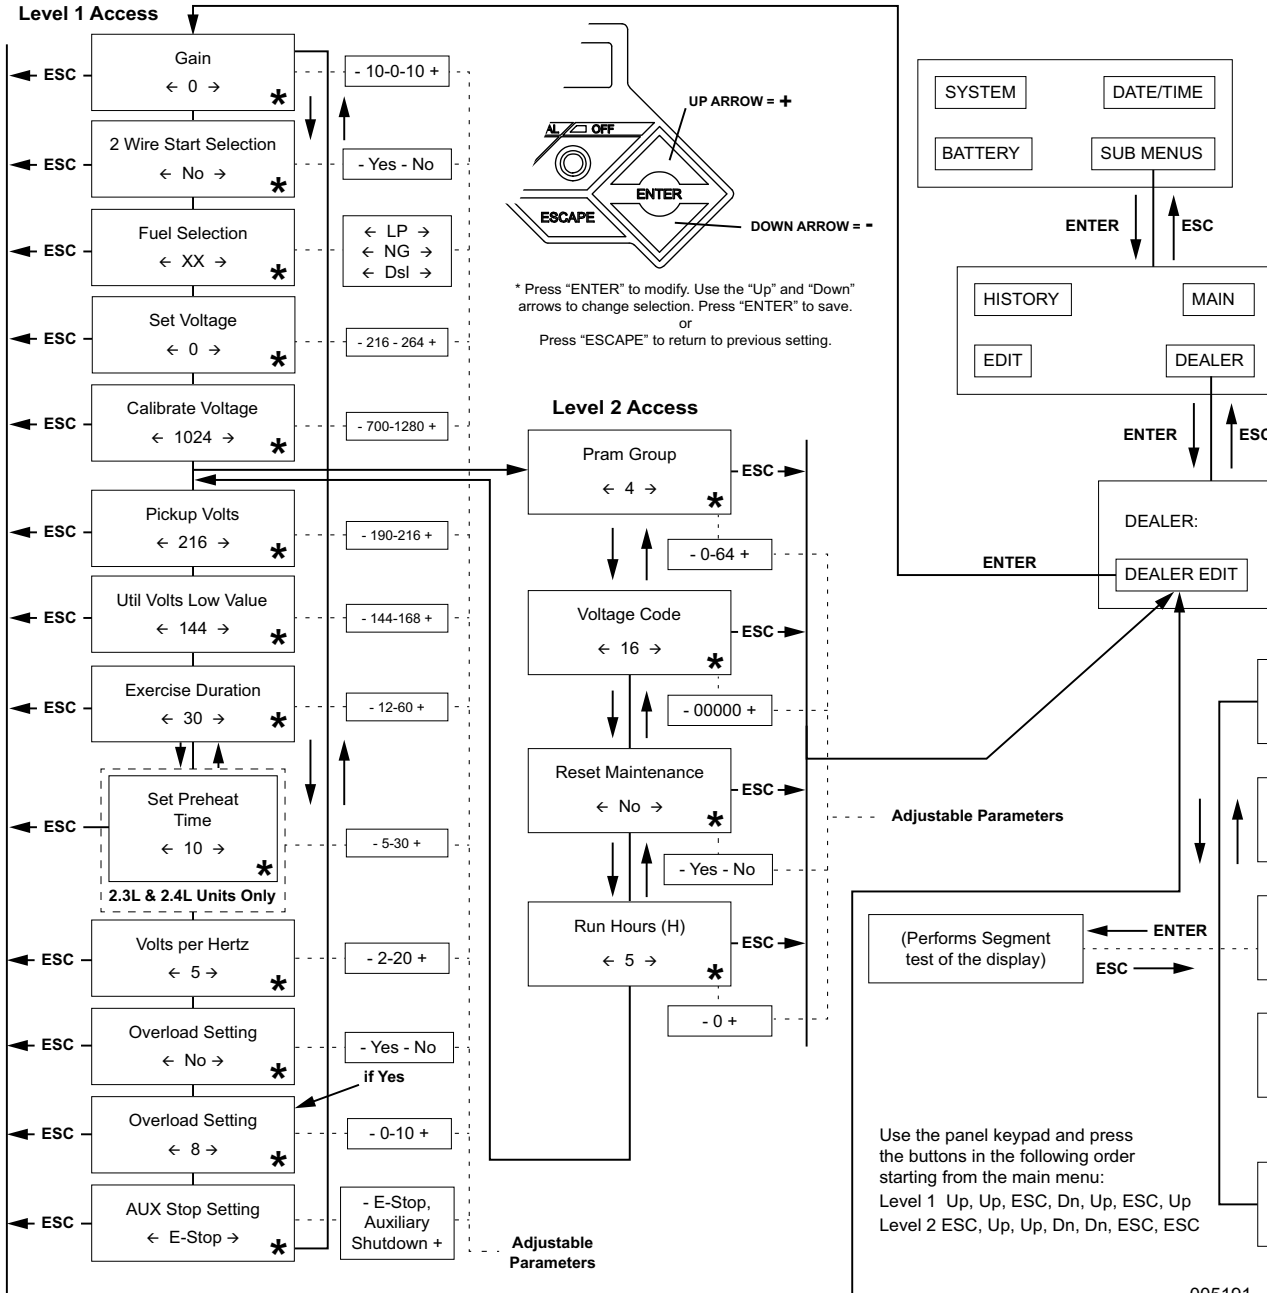 Level 1 Access
Gain
← 0 →
*
ESC
- 10-0-10 +
2 Wire Start Selection
← No →
*
ESC
- Yes - No
Fuel Selection
← XX →
*
ESC
← LP →
← NG →
← Dsl →
Set Voltage
← 0 →
*
ESC
- 216 - 264 +
Calibrate Voltage
← 1024 →
*
ESC
- 700-1280 +
Pickup Volts
← 216 →
*
ESC
- 190-216 +
Util Volts Low Value
← 144 →
*
ESC
- 144-168 +
Exercise Duration
← 30 →
*
ESC
- 12-60 +
Set Preheat
Time
← 10 →
*
ESC
- 5-30 +
2.3L & 2.4L Units Only
Volts per Hertz
← 5 →
*
ESC
- 2-20 +
Overload Setting
← No →
*
ESC
- Yes - No
if Yes
Overload Setting
← 8 →
*
ESC
- 0-10 +
AUX Stop Setting
← E-Stop →
*
ESC
- E-Stop,
Auxiliary
Shutdown +
Adjustable
Parameters
AL
OFF
ENTER
ESCAPE
UP ARROW = +
DOWN ARROW = -
* Press “ENTER” to modify. Use the “Up” and “Down”
arrows to change selection. Press “ENTER” to save.
or
Press “ESCAPE” to return to previous setting.
Level 2 Access
Pram Group
← 4 →
*
ESC
- 0-64 +
Voltage Code
← 16 →
*
ESC
- 00000 +
Reset Maintenance
← No →
*
ESC
- Yes - No
Run Hours (H)
← 5 →
*
ESC
- 0 +
Adjustable Parameters
SYSTEM
DATE/TIME
BATTERY
SUB MENUS
ENTER
ESC
HISTORY
MAIN
EDIT
DEALER
ENTER
ESC
DEALER:
DEALER EDIT
ENTER
(Performs Segment
test of the display)
ENTER
ESC
Use the panel keypad and press
the buttons in the following order
starting from the main menu:
Level 1 Up, Up, ESC, Dn, Up, ESC, Up
Level 2 ESC, Up, Up, Dn, Dn, ESC, ESC